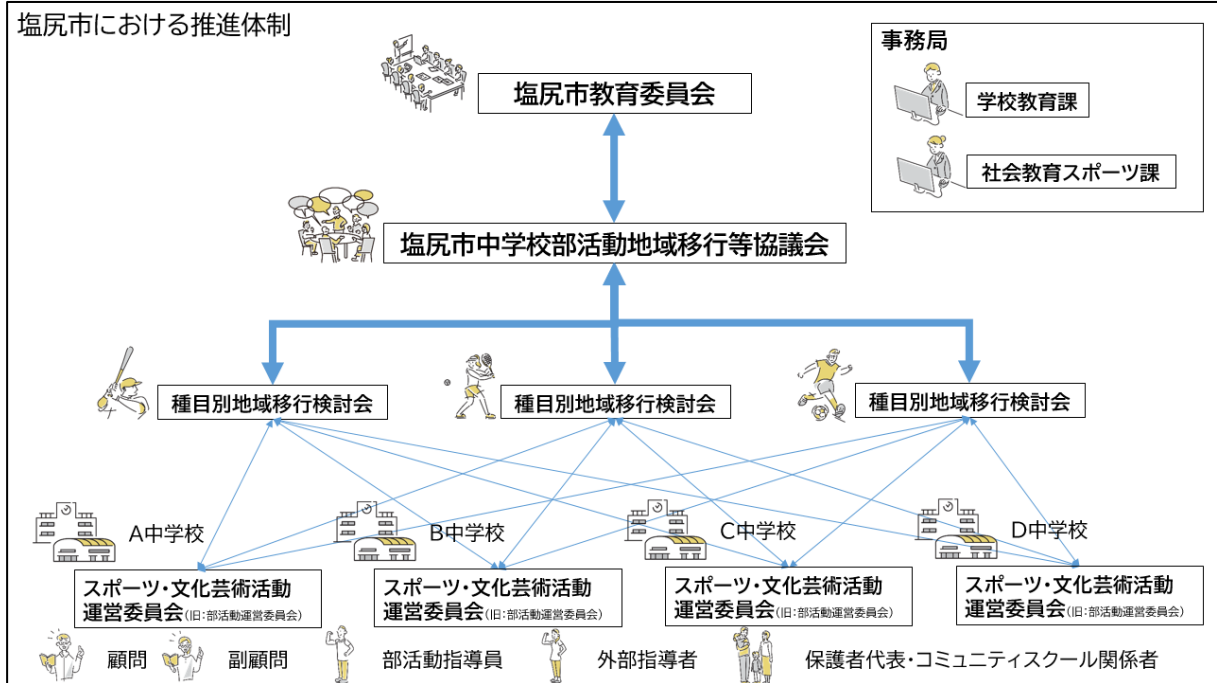 塩尻市における推進体制
事務局
塩尻市教育委員会
学校教育課
社会教育スポーツ課
塩尻市中学校部活動地域移行等協議会
種目別地域移行検討会
種目別地域移行検討会
種目別地域移行検討会
A中学校
B中学校
C中学校
D中学校
スポーツ・文化芸術活動
運営委員会(旧:部活動運営委員会)
スポーツ・文化芸術活動
運営委員会(旧:部活動運営委員会)
スポーツ・文化芸術活動
運営委員会(旧:部活動運営委員会)
スポーツ・文化芸術活動
運営委員会(旧:部活動運営委員会)
顧問
副顧問
部活動指導員
外部指導者
保護者代表・コミュニティスクール関係者